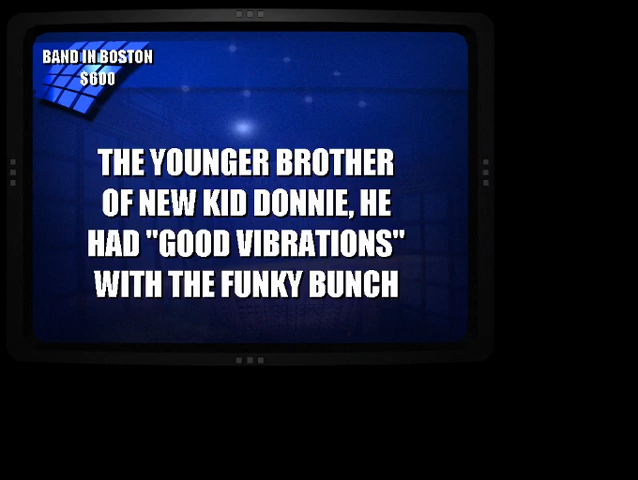 BAND IN BOSTON
$600
THE YOUNGER BROTHER
OF NEW KID DONNIE, HE
HAD "GOOD VIBRATIONS"
WITH THE FUNKY BUNCH